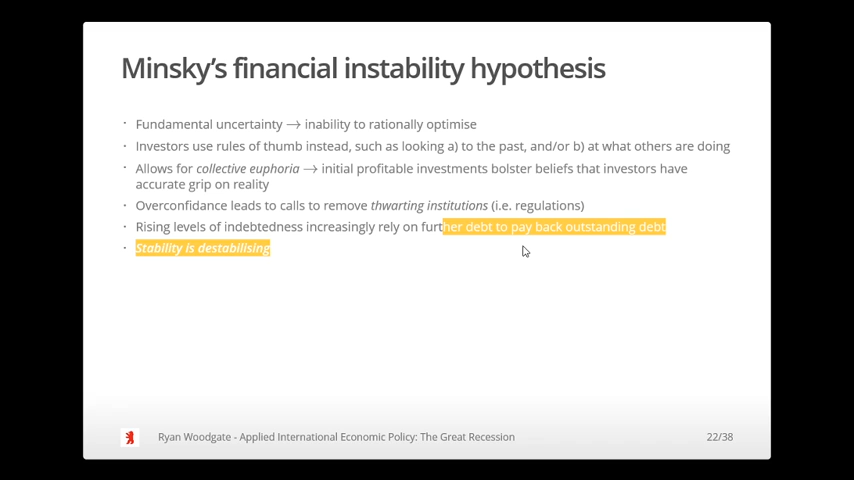 Minsky's financial instability hypothesis
· Fundamental uncertainty → inability to rationally optimise
· Investors use rules of thumb instead, such as looking a) to the past, and/or b) at what others are doing
· Allows for collective euphoria → initial profitable investments bolster beliefs that investors have
accurate grip on reality
· Overconfidence leads to calls to remove thwarting institutions (i.e. regulations)
· Rising levels of indebtedness increasingly rely on further debt to pay back outstanding debt
· Stability is destabilising
Ryan Woodgate - Applied International Economic Policy: The Great Recession 22/38